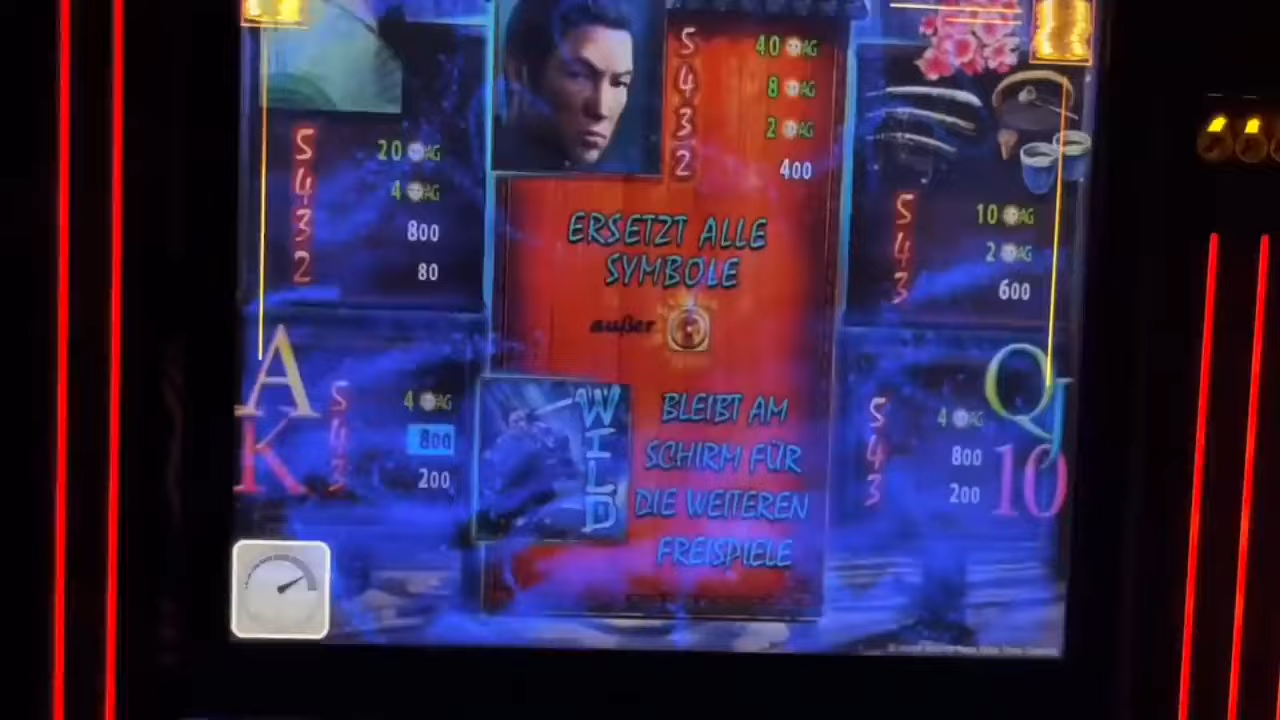 5 40 AG
4 8 AG
3 2 AG
2 400
5 20 AG
4 4 AG
3 800
2 80
5 10 AG
4 2 AG
3 600
ERSETZT ALLE
SYMBOLE
außer
A
K
5 4 AG
4 800
3 200
WILD
BLEIBT AM
SCHIRM FÜR
DIE WEITEREN
FREISPIELE
Q
J
10
5 4 AG
4 800
3 200